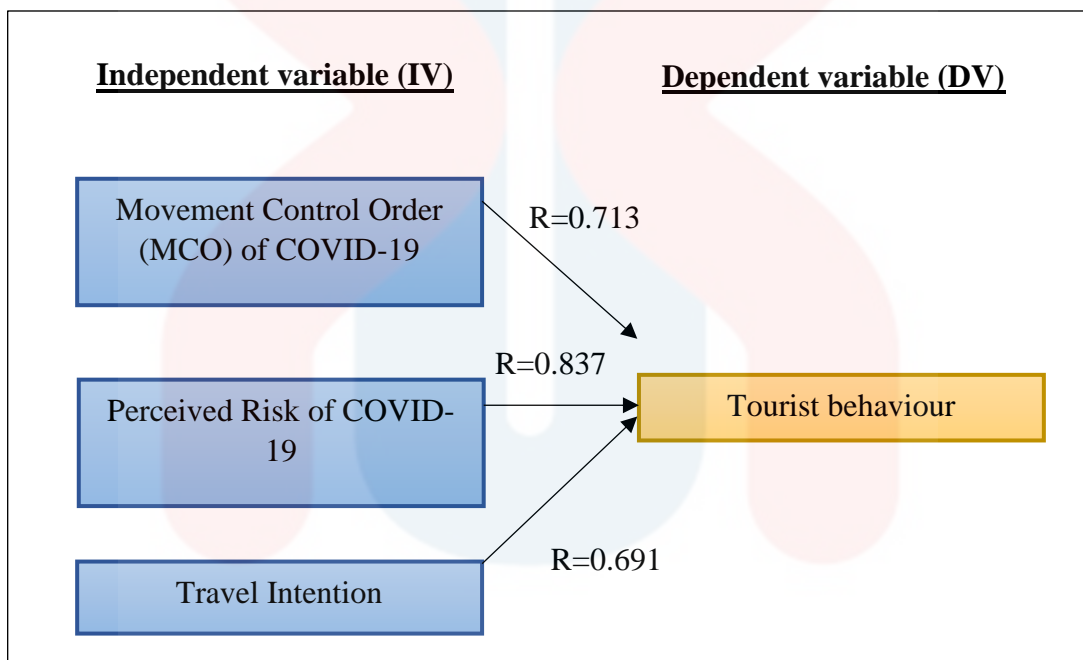 Independent variable (IV)
Dependent variable (DV)
Movement Control Order
(MCO) of COVID-19
R=0.713
R=0.837
Perceived Risk of COVID-
19
Tourist behaviour
R=0.691
Travel Intention